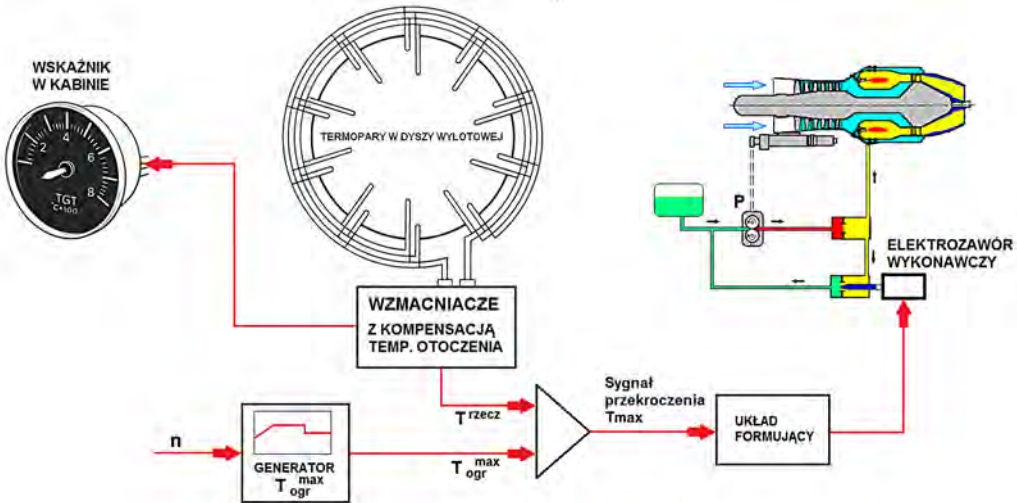 WSKAŹNIK
W KABINIE
2
4
6
8
TGT
°C×100
TERMOPARY W DYSZY WYLOTOWEJ
P
ELEKTROZAWÓR
WYKONAWCZY
WZMACNIACZE
Z KOMPENSACJĄ
TEMP. OTOCZENIA
T rzecz
Sygnał
przekroczenia
Tmax
UKŁAD
FORMUJĄCY
n
GENERATOR
T ogr max
T ogr max